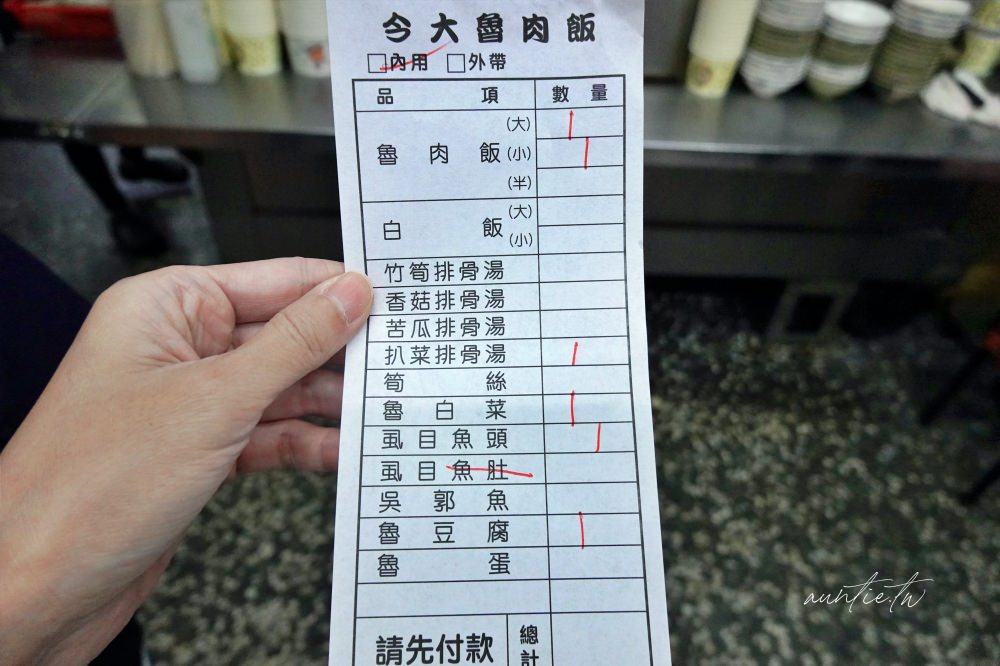 今大魯肉飯
□內用 □外帶
品項 數量
魯肉飯 (大) |
(小) |
(半)
白飯 (大)
(小)
竹筍排骨湯
香菇排骨湯
苦瓜排骨湯
扒菜排骨湯 |
筍絲
魯白菜 |
虱目魚頭 |
虱目魚肚
吳郭魚
魯豆腐 |
魯蛋
請先付款 總計
auntie.tw